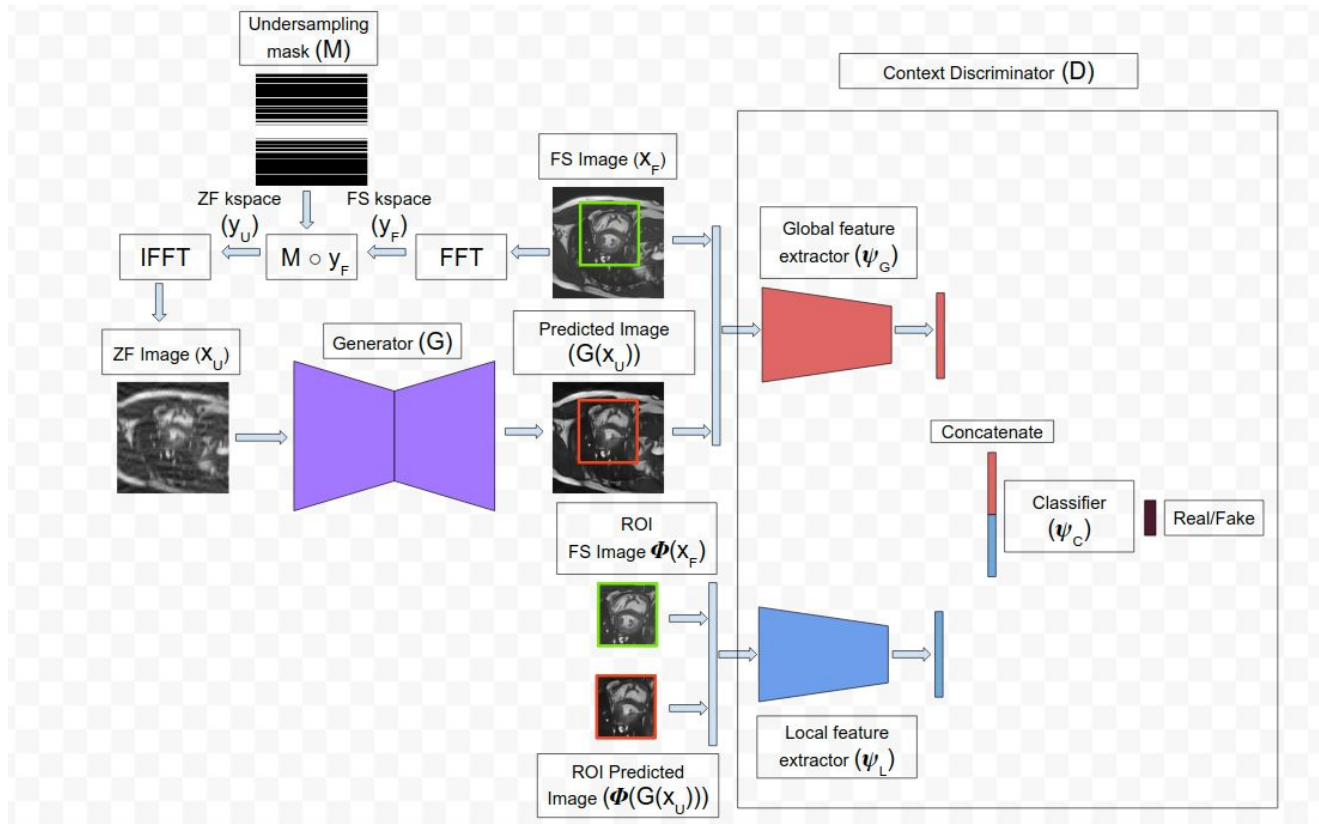 Undersampling
mask (M)
Context Discriminator (D)
FS Image (x_F)
ZF kspace
(y_U)
FS kspace
(y_F)
IFFT
M ∘ y_F
FFT
Global feature
extractor (ψ_G)
ZF Image (x_U)
Generator (G)
Predicted Image
(G(x_U))
Concatenate
ROI
FS Image Φ(x_F)
Classifier
(ψ_C)
Real/Fake
Local feature
extractor (ψ_L)
ROI Predicted
Image (Φ(G(x_U)))